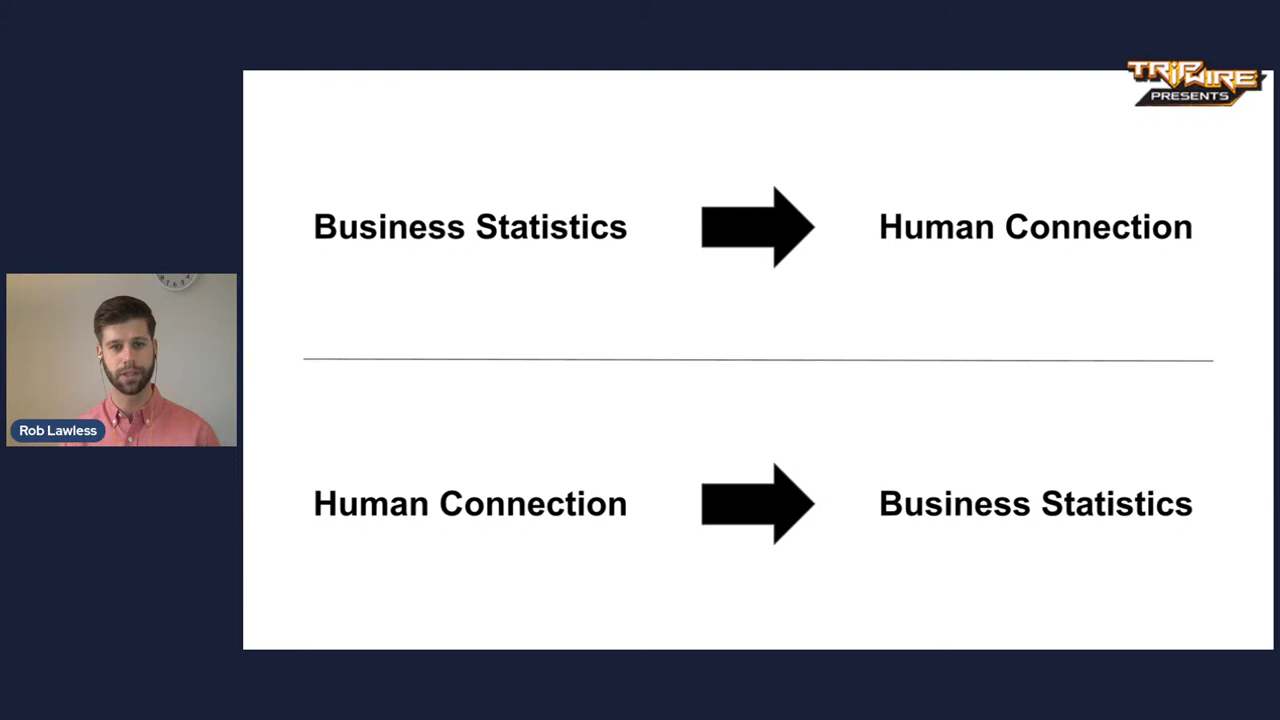 TRIPWIRE
PRESENTS
Business Statistics
Human Connection
Rob Lawless
Human Connection
Business Statistics